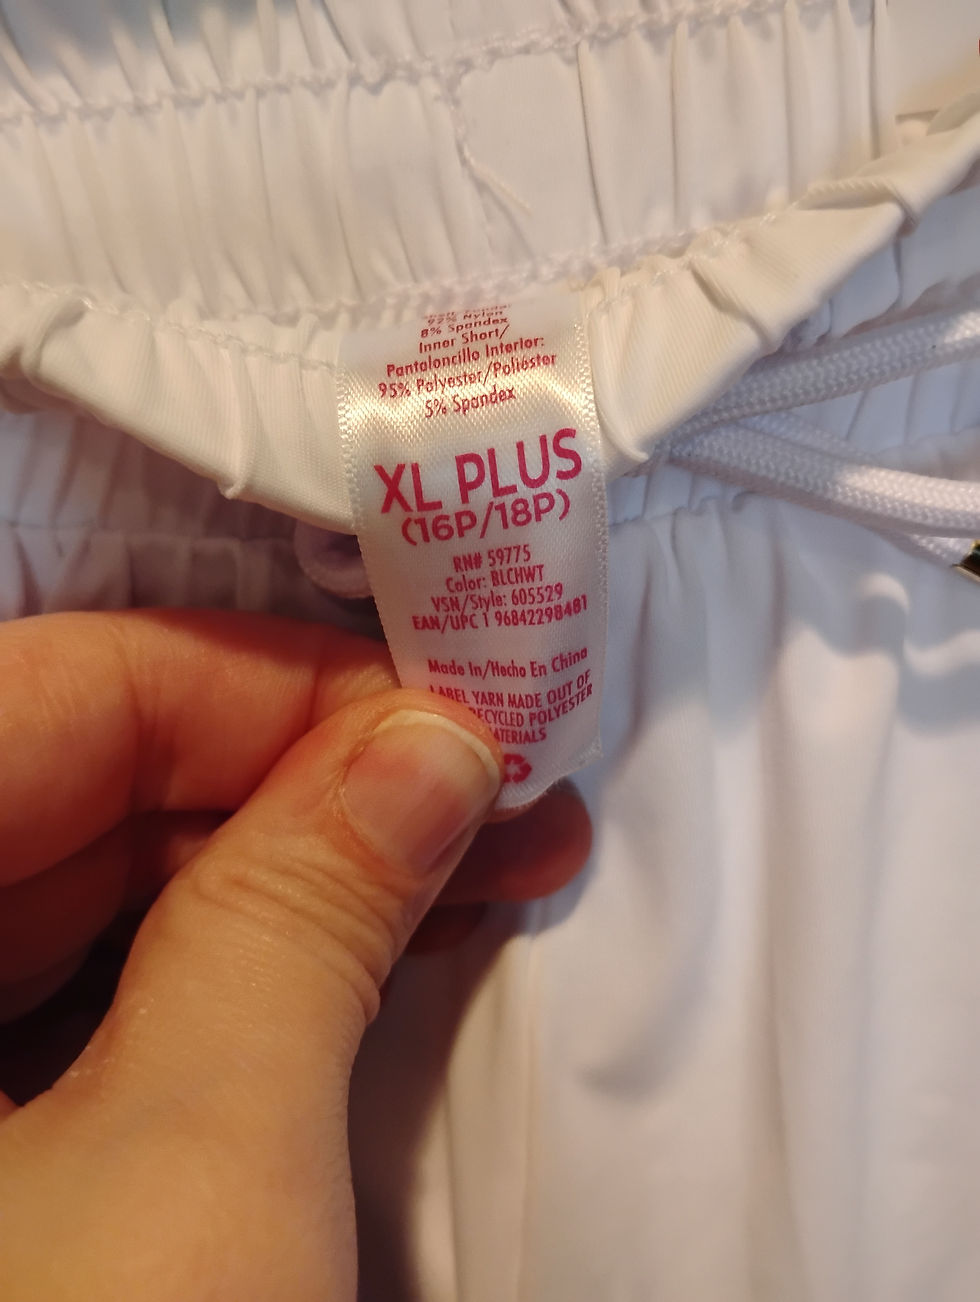 92% Nylon
8% Spandex
Inner Short/
Pantaloncillo Interior:
95% Polyester/Poliéster
5% Spandex
XL PLUS
(16P/18P)
RN# 59775
Color: BLCHWT
VSN/Style: 605529
EAN/UPC 1 96842298481
Made In/Hecho En China
LABEL YARN MADE OUT OF
RECYCLED POLYESTER
MATERIALS